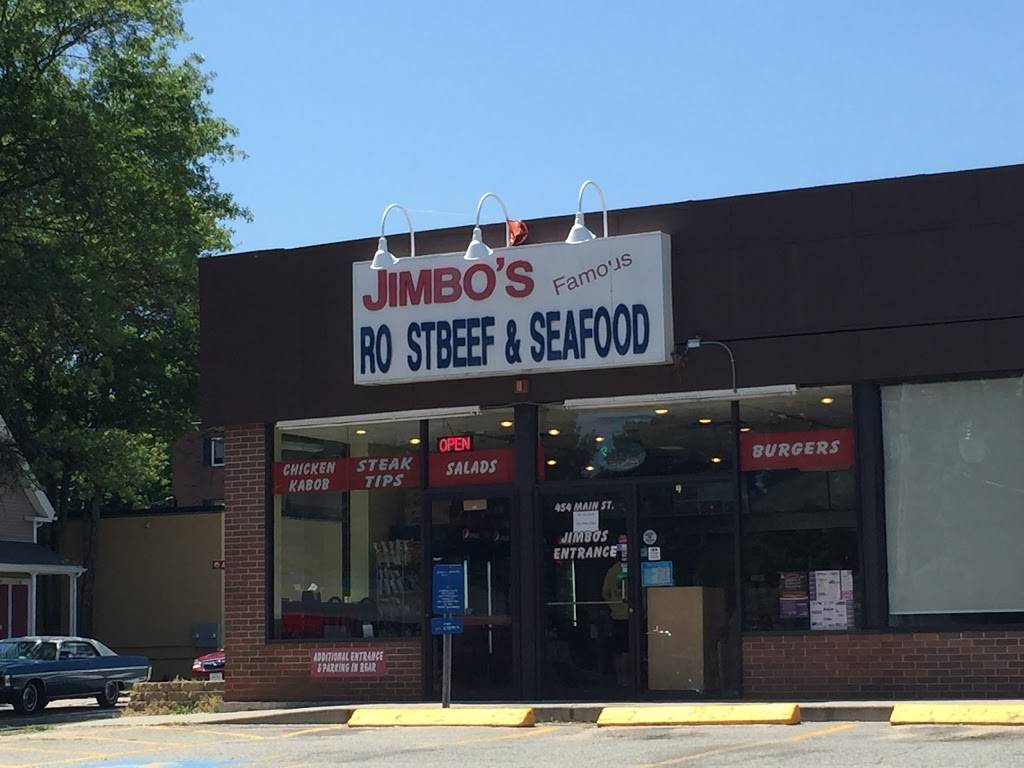 JIMBO'S Famous
RO STBEEF & SEAFOOD
OPEN
CHICKEN
KABOB
STEAK
TIPS
SALADS
BURGERS
454 MAIN ST.
JIMBOS
ENTRANCE
ADDITIONAL ENTRANCE
& PARKING IN REAR